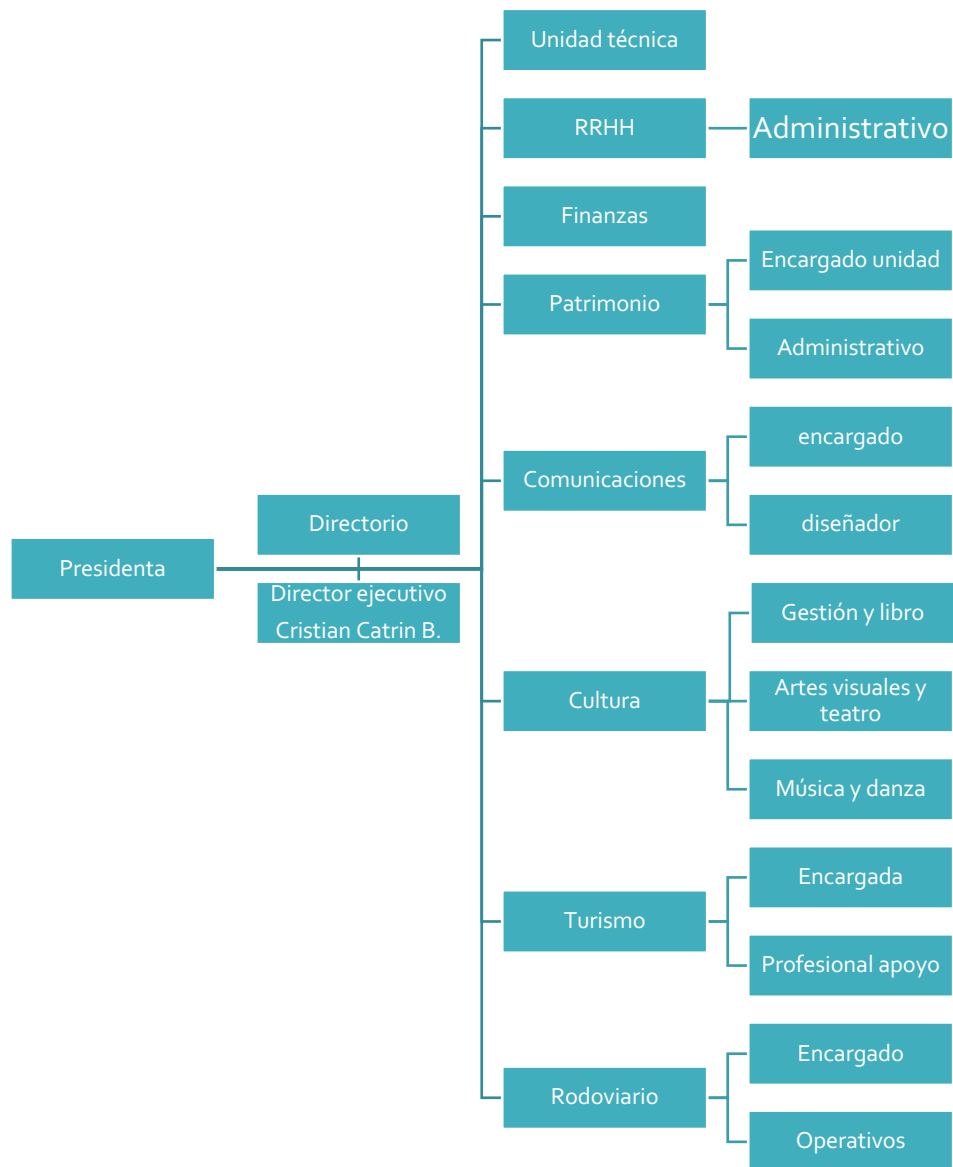 Unidad técnica
RRHH
Administrativo
Finanzas
Encargado unidad
Patrimonio
Administrativo
encargado
Comunicaciones
diseñador
Directorio
Presidenta
Director ejecutivo
Cristian Catrin B.
Gestión y libro
Cultura
Artes visuales y
teatro
Música y danza
Encargada
Turismo
Profesional apoyo
Encargado
Rodoviario
Operativos